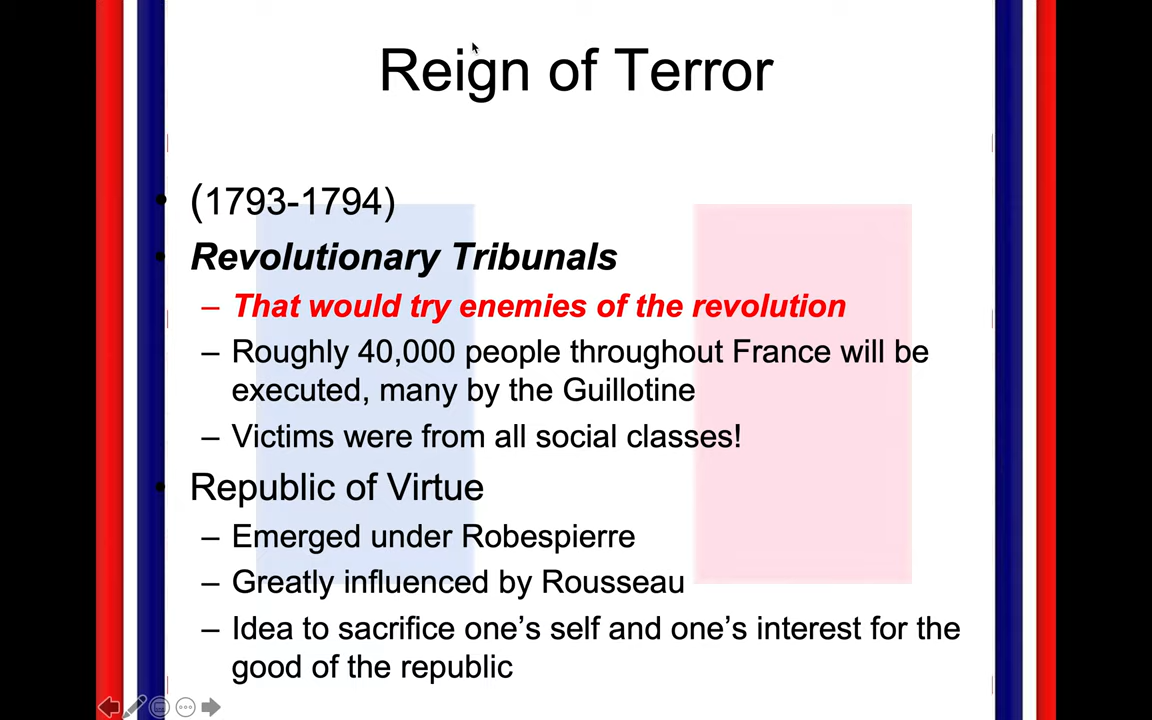 Reign of Terror
• (1793-1794)
• Revolutionary Tribunals
– That would try enemies of the revolution
– Roughly 40,000 people throughout France will be
executed, many by the Guillotine
– Victims were from all social classes!
• Republic of Virtue
– Emerged under Robespierre
– Greatly influenced by Rousseau
– Idea to sacrifice one’s self and one’s interest for the
good of the republic